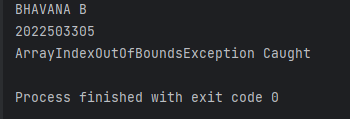 BHAVANA B
2022503305
ArrayIndexOutOfBoundsException Caught
Process finished with exit code 0